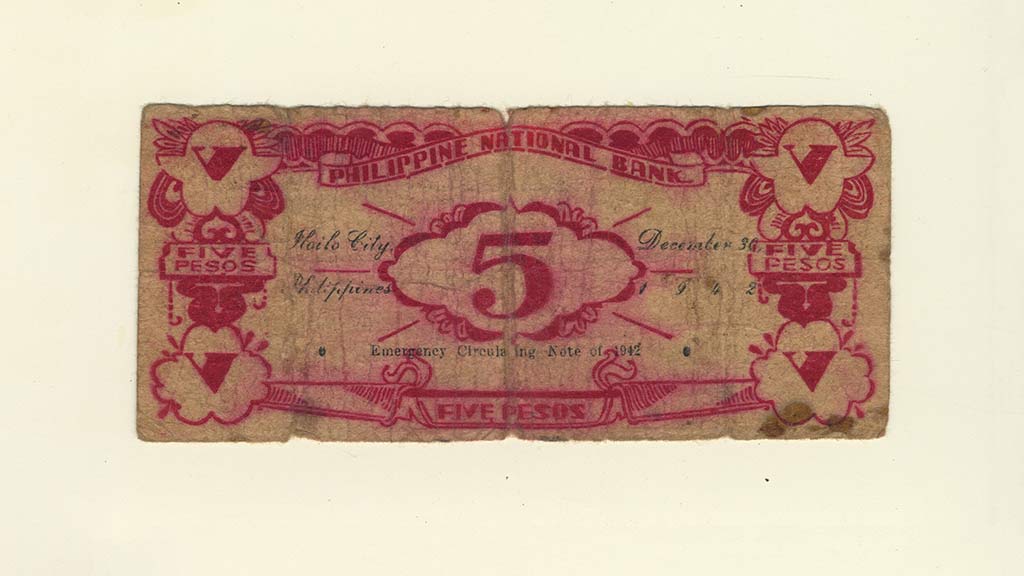 PHILIPPINE NATIONAL BANK
V
V
Iloilo City,
5
December 30,
FIVE PESOS
FIVE PESOS
Philippines
1942
Emergency Circulating Note of 1942
V
V
FIVE PESOS